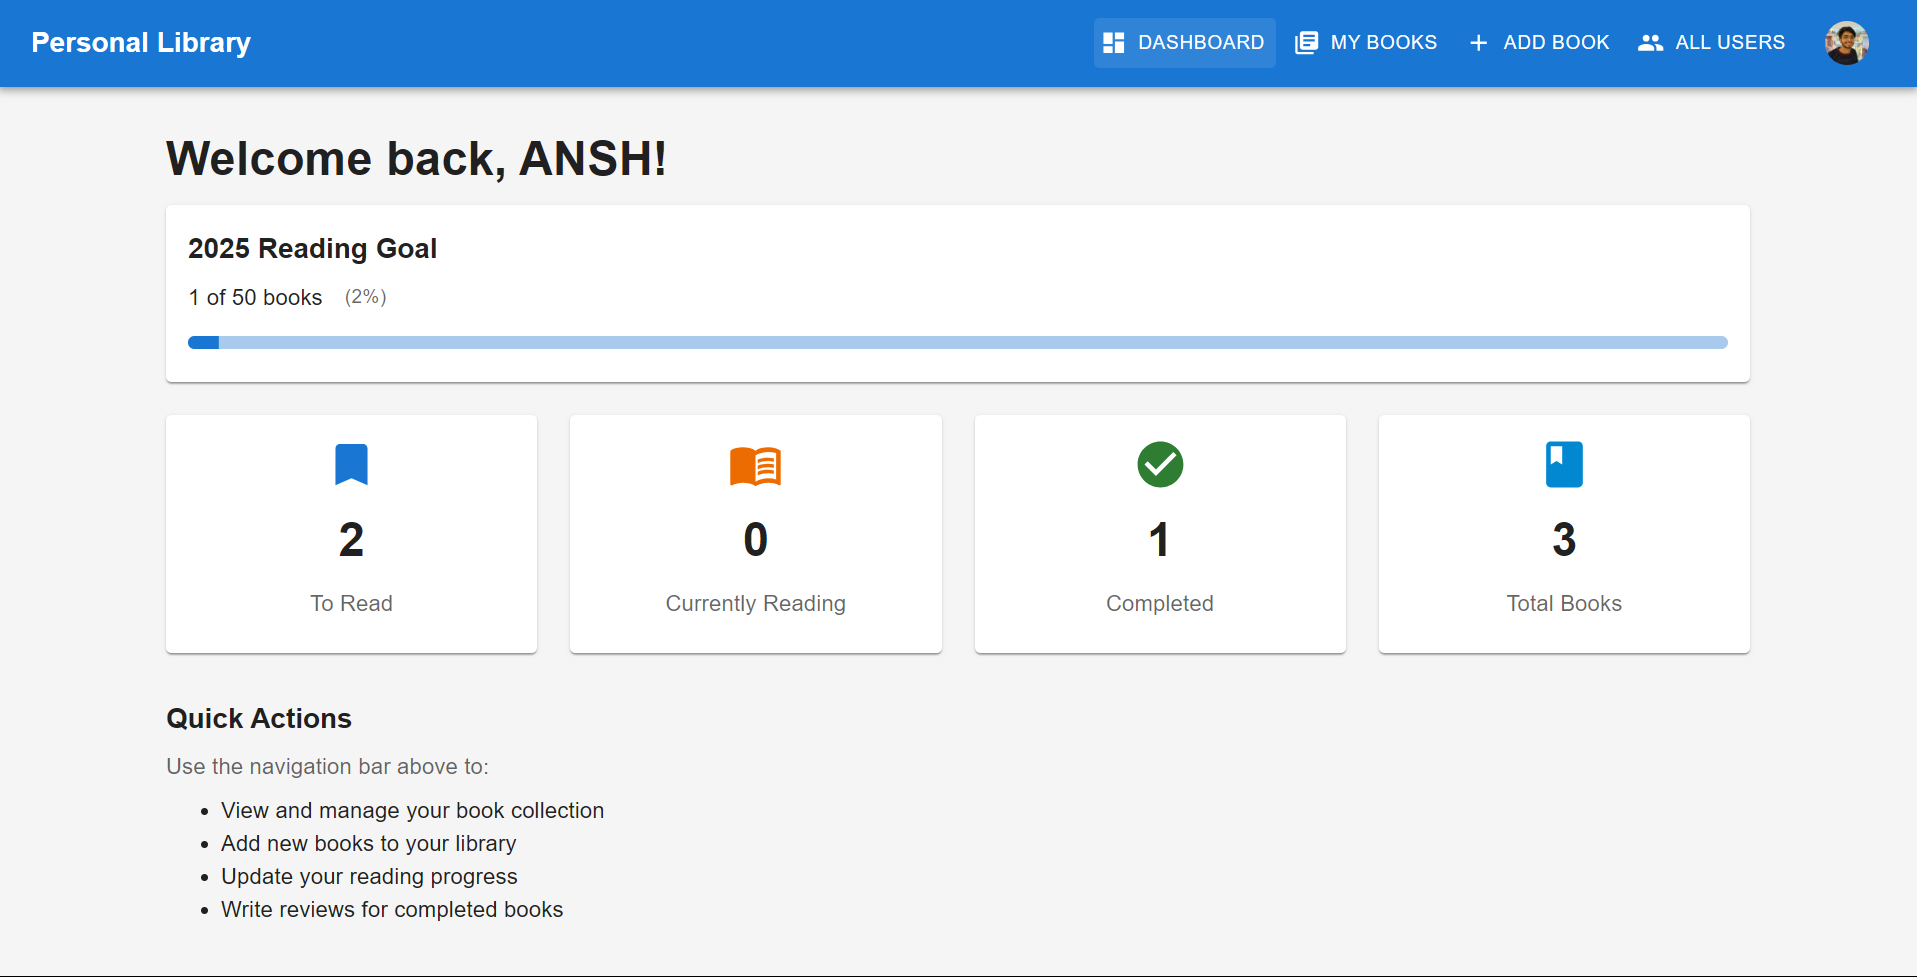 Personal Library
DASHBOARD
MY BOOKS
ADD BOOK
ALL USERS
Welcome back, ANSH!
2025 Reading Goal
1 of 50 books (2%)
2
To Read
0
Currently Reading
1
Completed
3
Total Books
Quick Actions
Use the navigation bar above to:
View and manage your book collection
Add new books to your library
Update your reading progress
Write reviews for completed books